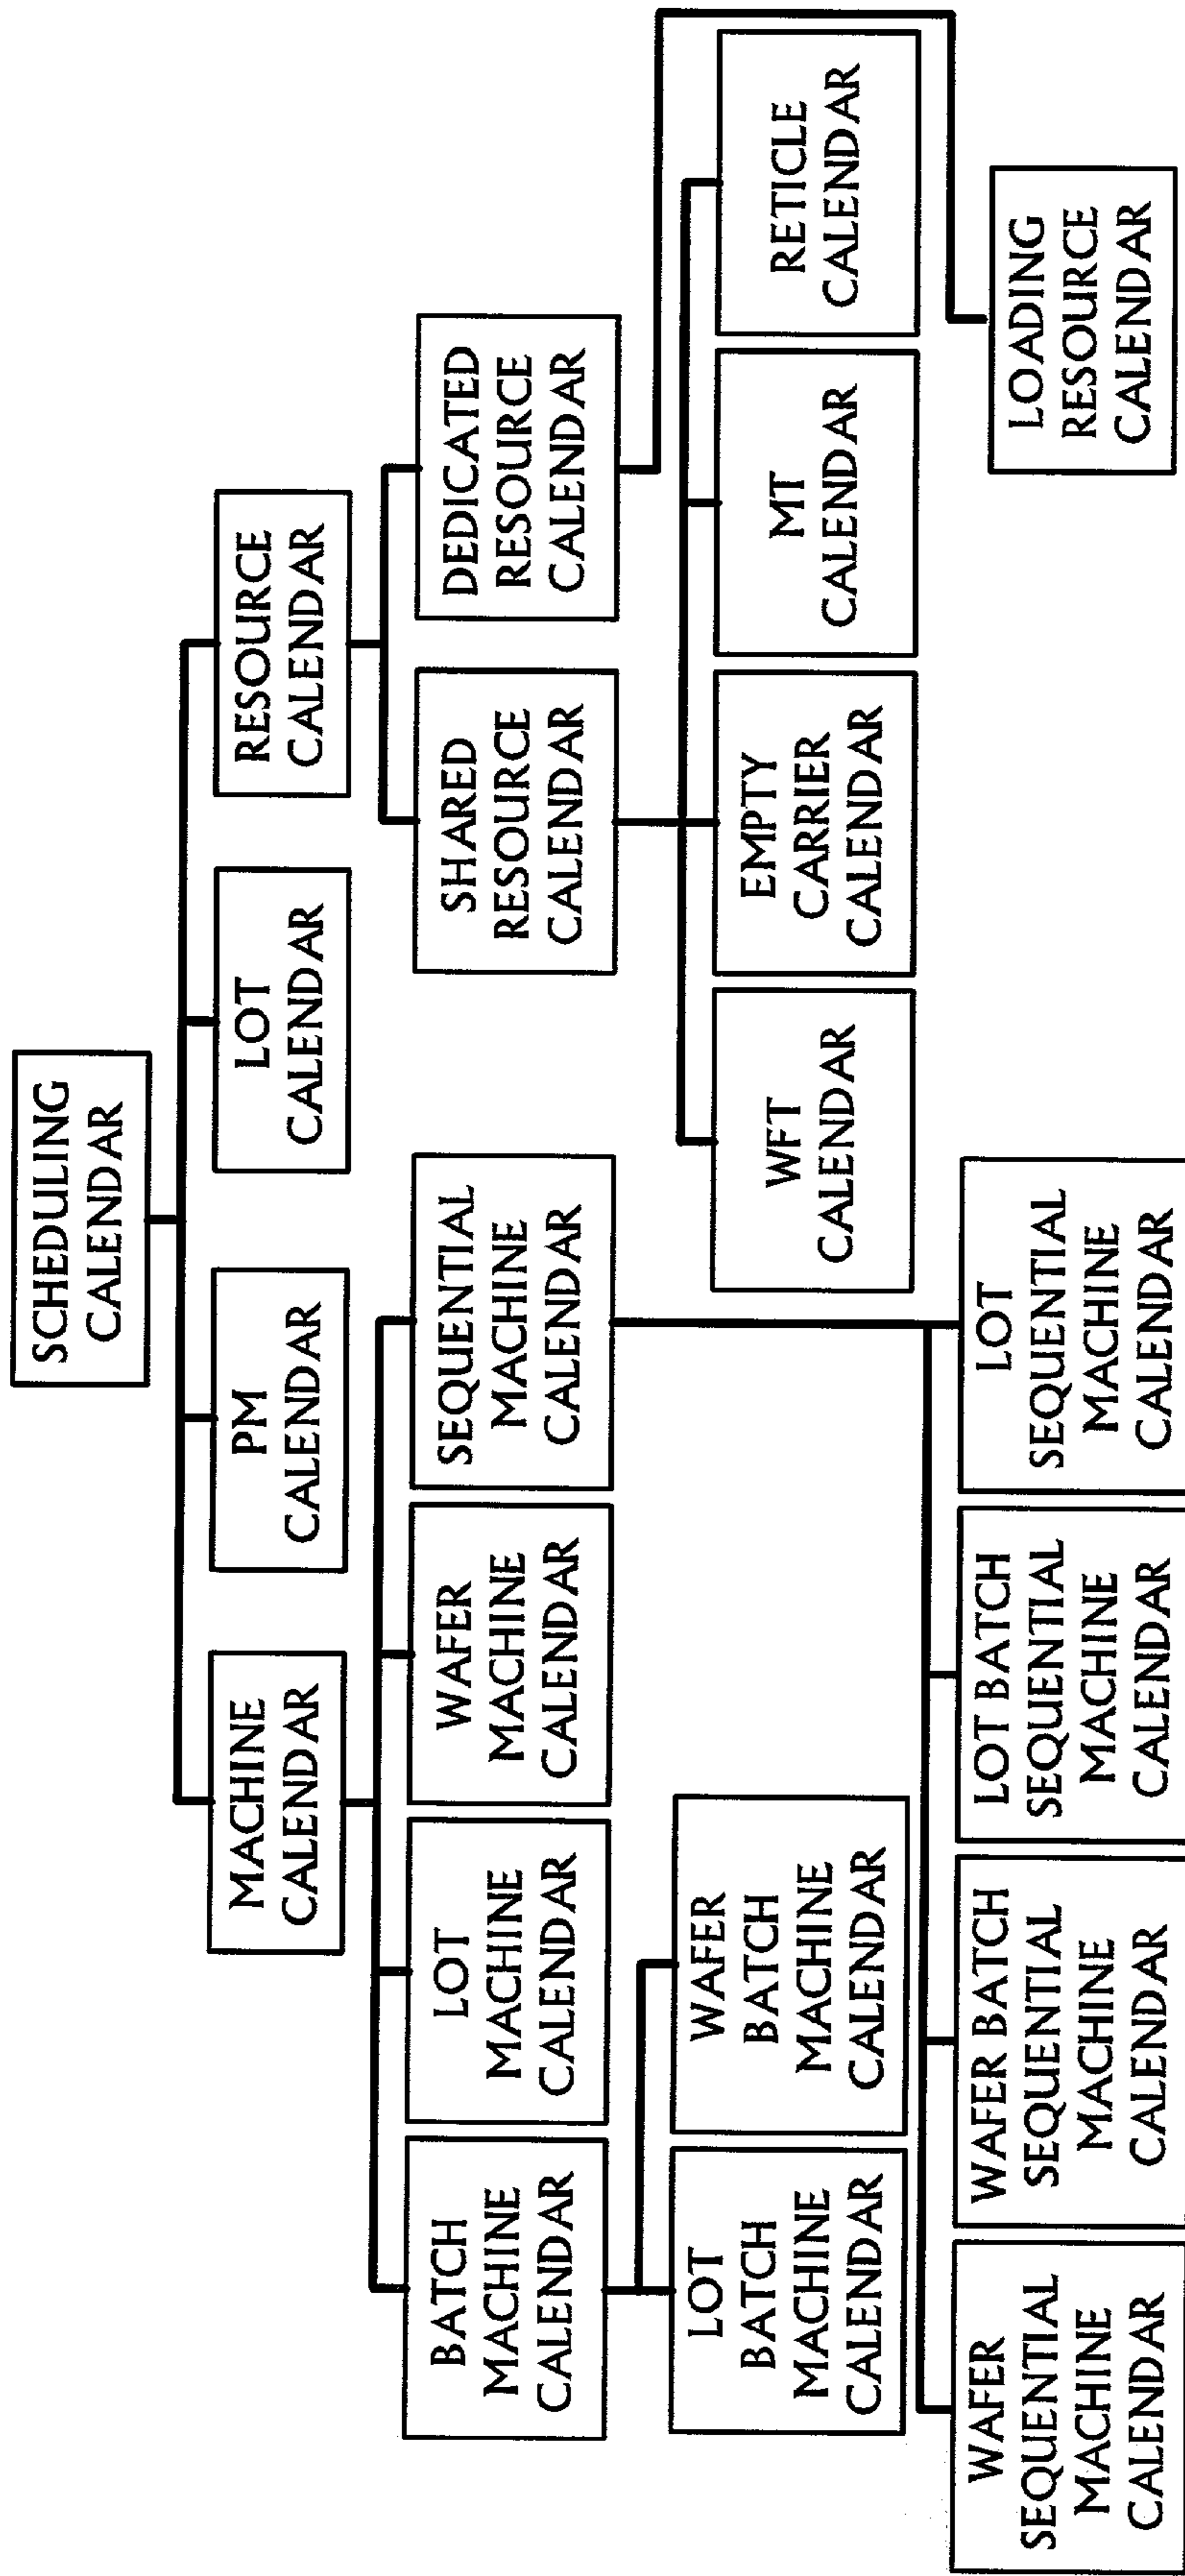 SCHEDULING
CALENDAR
MACHINE
CALENDAR
PM
CALENDAR
LOT
CALENDAR
RESOURCE
CALENDAR
BATCH
MACHINE
CALENDAR
LOT
MACHINE
CALENDAR
WAFER
MACHINE
CALENDAR
SEQUENTIAL
MACHINE
CALENDAR
SHARED
RESOURCE
CALENDAR
DEDICATED
RESOURCE
CALENDAR
LOT
BATCH
MACHINE
CALENDAR
WAFER
BATCH
MACHINE
CALENDAR
WFT
CALENDAR
EMPTY
CARRIER
CALENDAR
MT
CALENDAR
RETICLE
CALENDAR
WAFER
SEQUENTIAL
MACHINE
CALENDAR
WAFER BATCH
SEQUENTIAL
MACHINE
CALENDAR
LOT BATCH
SEQUENTIAL
MACHINE
CALENDAR
LOT
SEQUENTIAL
MACHINE
CALENDAR
LOADING
RESOURCE
CALENDAR